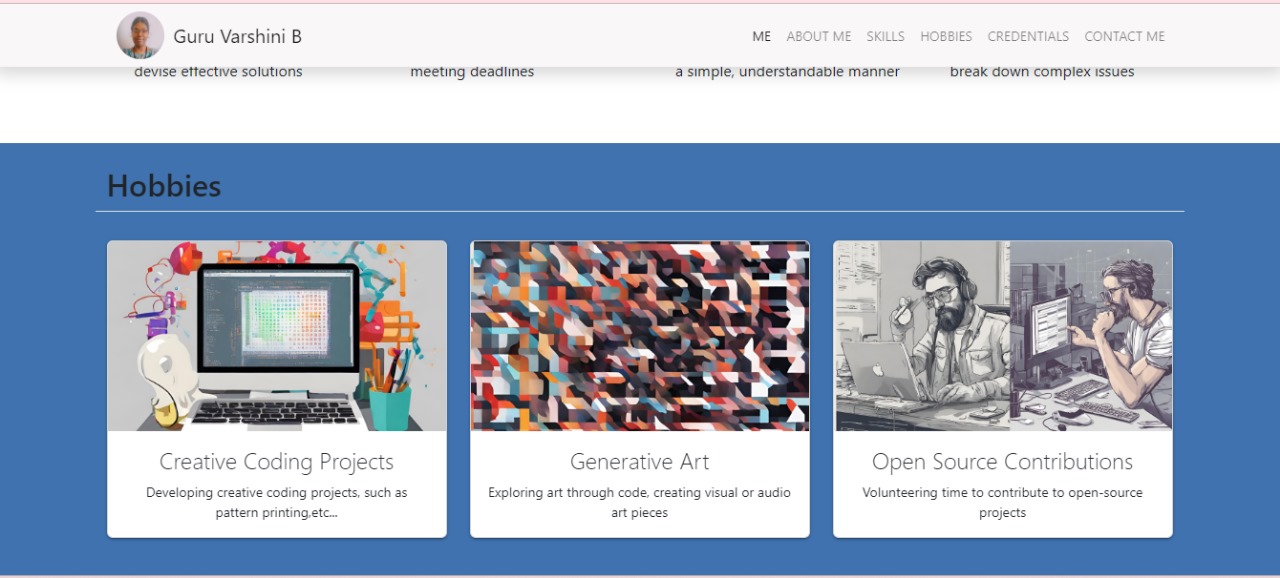 Guru Varshini B
ME ABOUT ME SKILLS HOBBIES CREDENTIALS CONTACT ME
devise effective solutions
meeting deadlines
a simple, understandable manner
break down complex issues
Hobbies
Creative Coding Projects
Developing creative coding projects, such as
pattern printing,etc...
Generative Art
Exploring art through code, creating visual or audio
art pieces
Open Source Contributions
Volunteering time to contribute to open-source
projects